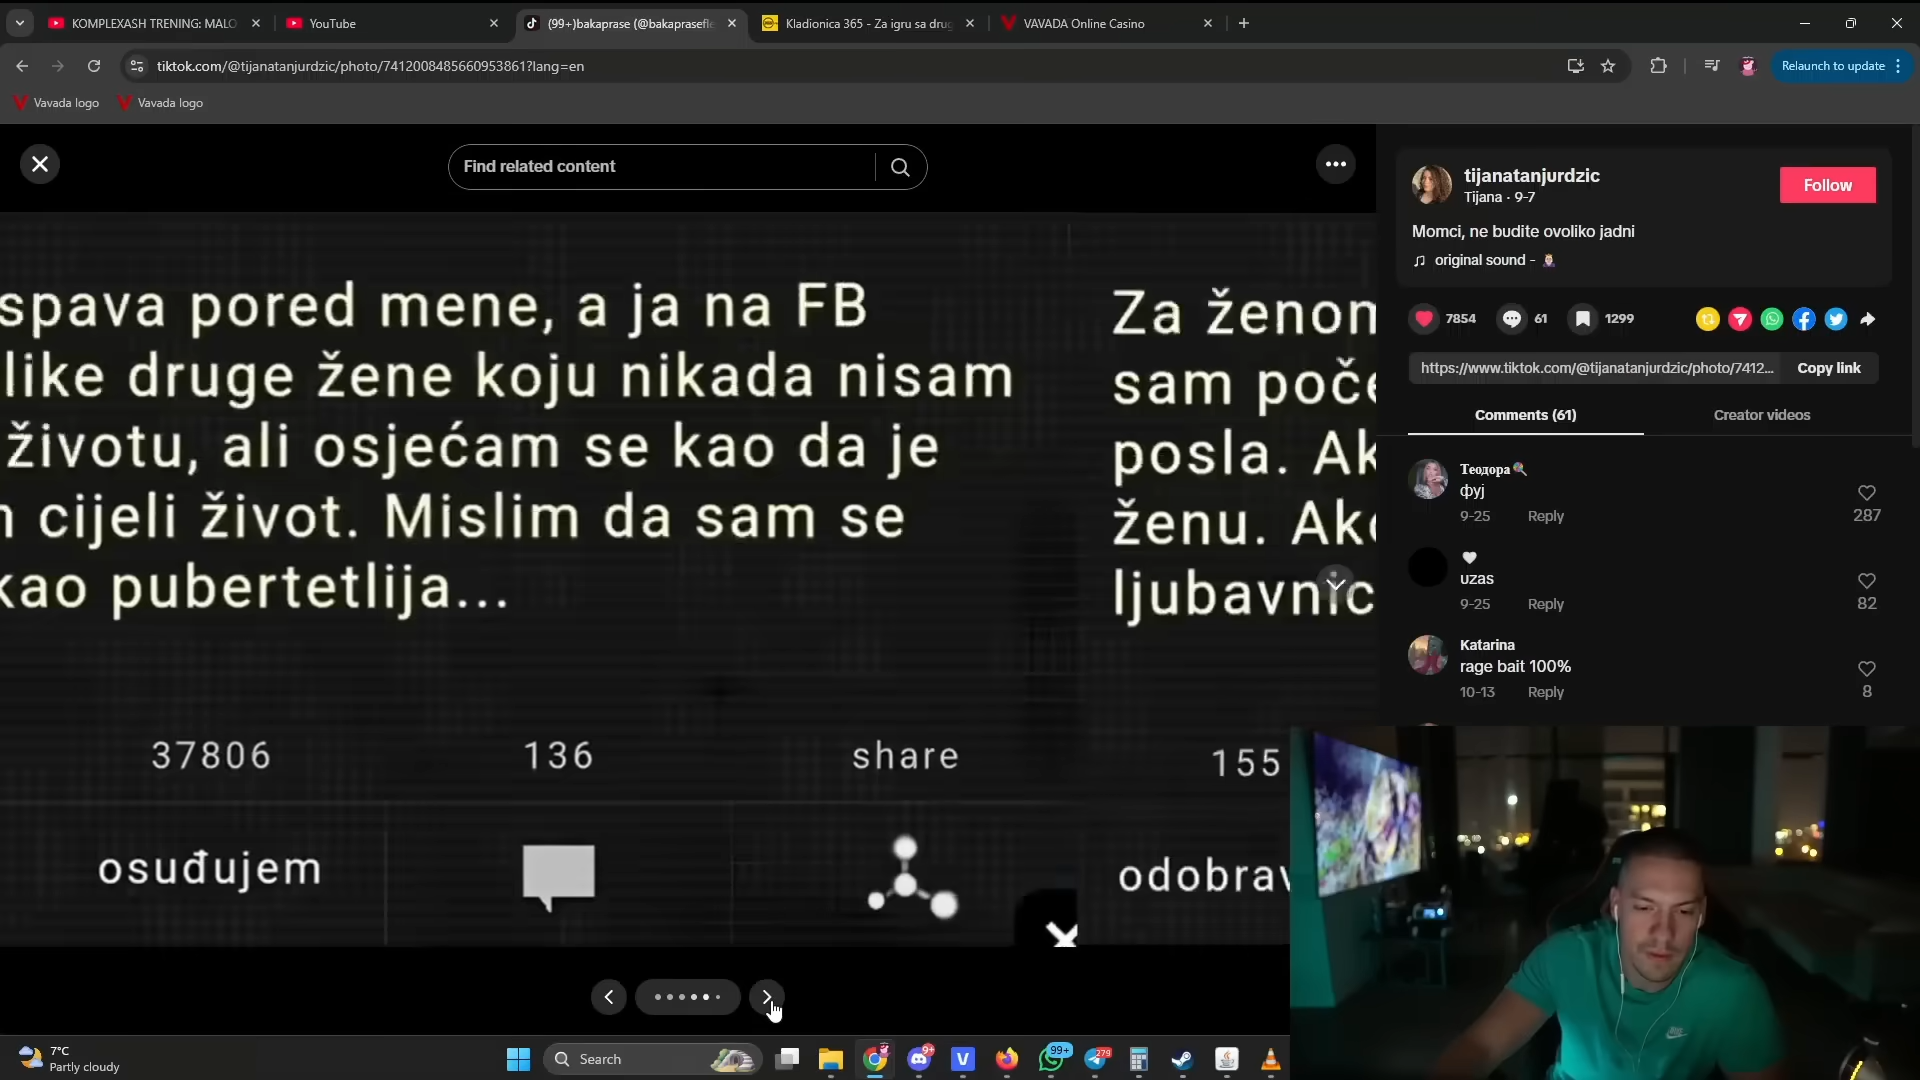 KOMPLEXASH TRENING: MALO
YouTube
(99+)bakaprase (@bakaprasefle
Kladionica 365 - Za igru sa drug
VAVADA Online Casino
tiktok.com/@tijanatanjurdzic/photo/7412008485660953861?lang=en
Relaunch to update
Vavada logo
Vavada logo
Find related content
spava pored mene, a ja na FB
like druge žene koju nikada nisam
životu, ali osjećam se kao da je
cijeli život. Mislim da sam se
kao pubertetlija...
37806
136
share
osuđujem
Za ženom
sam poče
posla. Ak
ženu. Ako
ljubavnic
155
odobrav
tijanatanjurdzic
Tijana · 9-7
Follow
Momci, ne budite ovoliko jadni
original sound -
7854
61
1299
https://www.tiktok.com/@tijanatanjurdzic/photo/7412...
Copy link
Comments (61)
Creator videos
Теодора
фуј
9-25
Reply
287
uzas
9-25
Reply
82
Katarina
rage bait 100%
10-13
Reply
8
7°C
Partly cloudy
Search
9+
99+
279